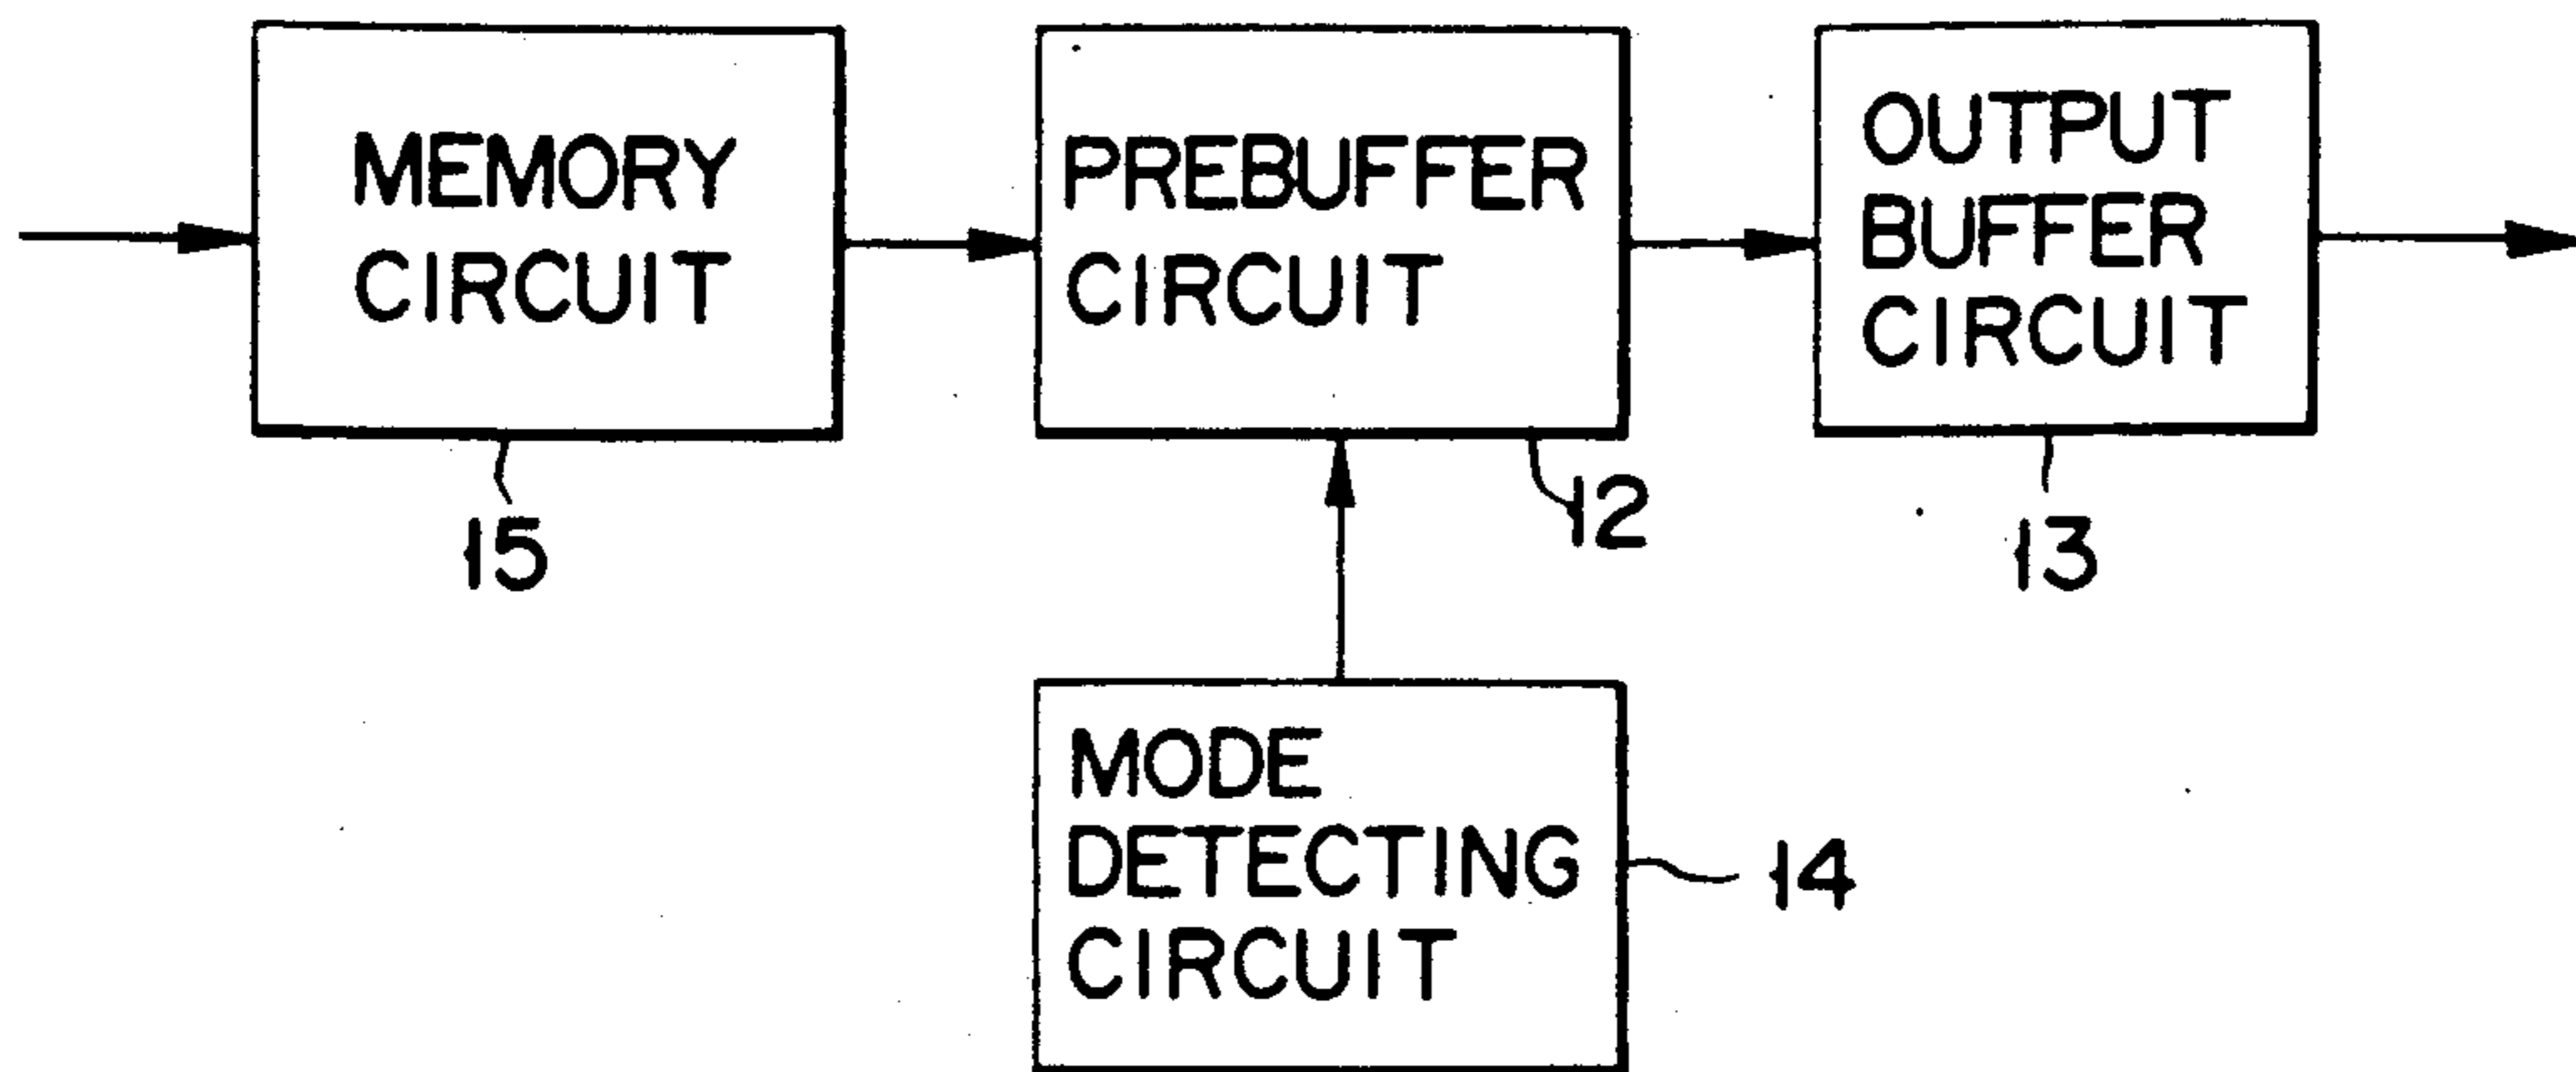 MEMORY
CIRCUIT
15
PREBUFFER
CIRCUIT
12
OUTPUT
BUFFER
CIRCUIT
13
MODE
DETECTING
CIRCUIT
14